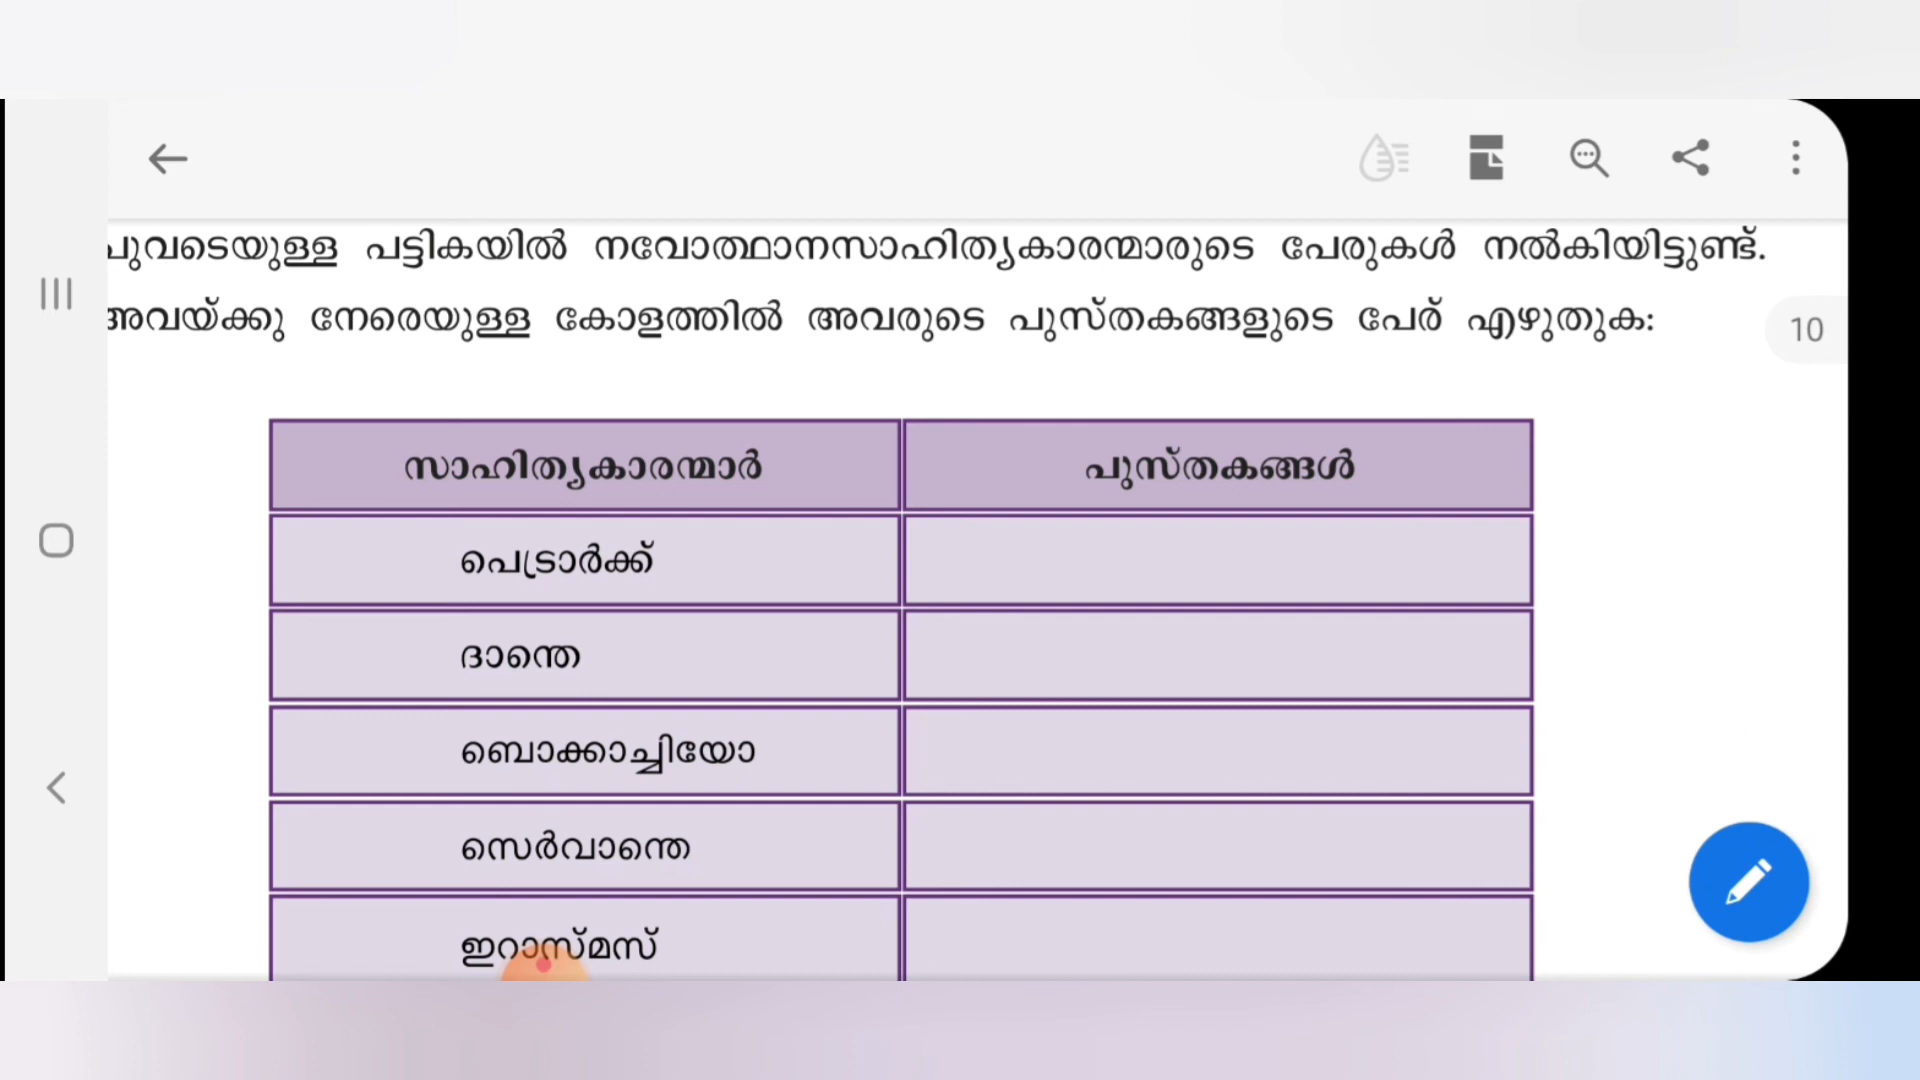 ചുവടെയുള്ള പട്ടികയിൽ നവോത്ഥാനസാഹിത്യകാരന്മാരുടെ പേരുകൾ നൽകിയിട്ടുണ്ട്.
അവയ്ക്കു നേരെയുള്ള കോളത്തിൽ അവരുടെ പുസ്തകങ്ങളുടെ പേര് എഴുതുക:
10
സാഹിത്യകാരന്മാർ പുസ്തകങ്ങൾ
പെട്രാർക്ക്
ദാന്തെ
ബൊക്കാച്ചിയോ
സെർവാന്തെ
ഇറാസ്മസ്